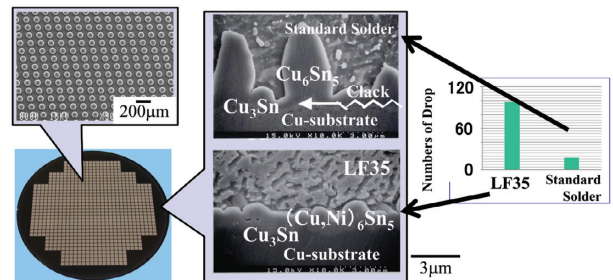 200μm
Standard Solder
Cu6Sn5
Clack
Cu3Sn
Cu-substrate
15.0kV X10.0K 3.00μm
LF35
(Cu,Ni)6Sn5
Cu3Sn
Cu-substrate
15.0kV X10.0K 3.00μm
3μm
Numbers of Drop
120
60
0
LF35
Standard
Solder